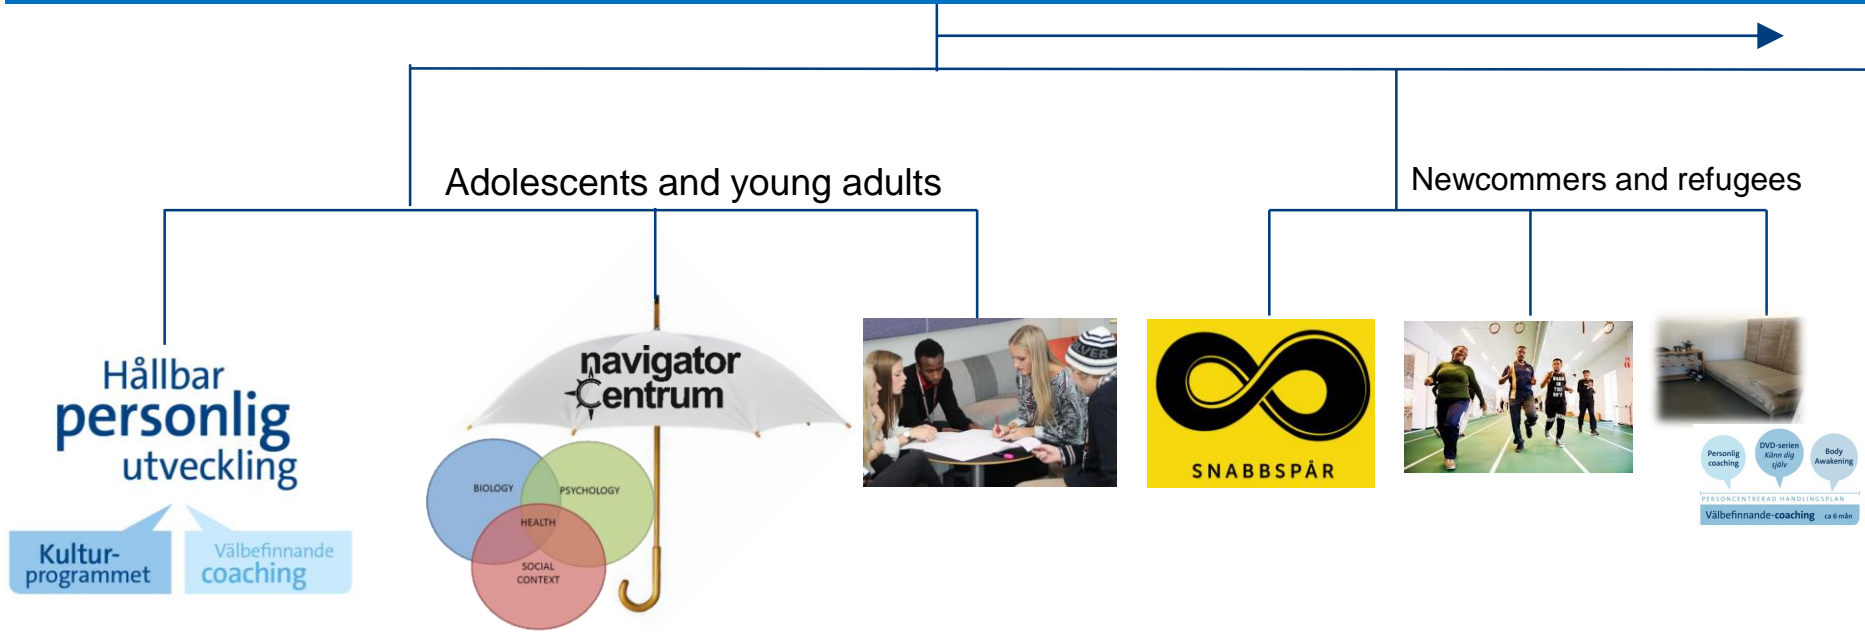 Adolescents and young adults
Newcommers and refugees
Hållbar
personlig
utveckling
Kultur-
programmet
Välbefinnande
coaching
navigator
Centrum
BIOLOGY
PSYCHOLOGY
HEALTH
SOCIAL
CONTEXT
SNABBSPÅR
Personlig
coaching
DVD-serien
Känn dig
själv
Body
Awakening
PERSONCENTRERAD HANDLINGSPLAN
Välbefinnande-coaching ca 6 mån